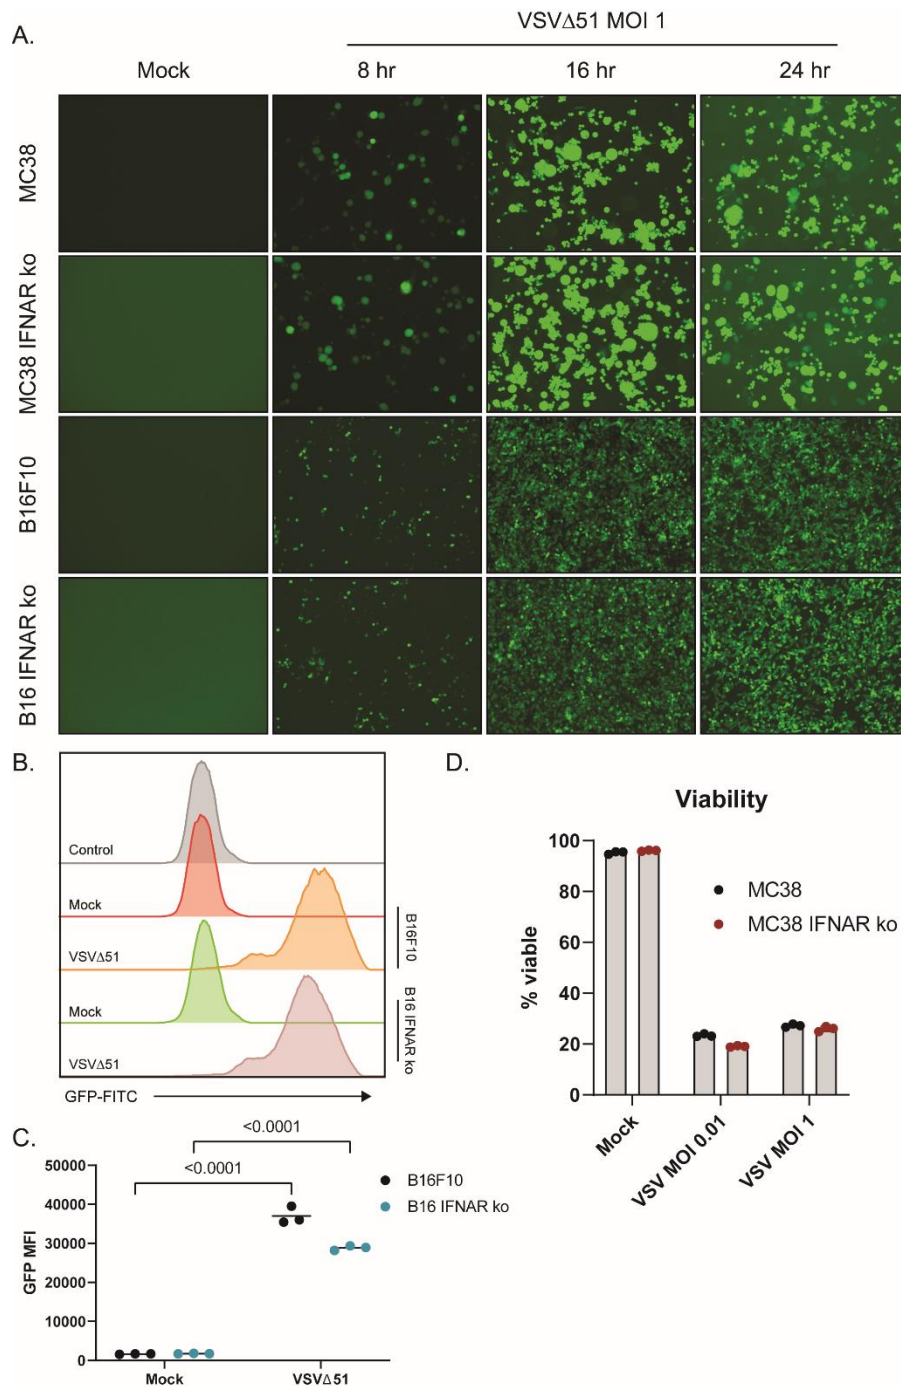 A.
VSVΔ51 MOI 1
Mock
8 hr
16 hr
24 hr
MC38
MC38 IFNAR ko
B16F10
B16 IFNAR ko
B.
Control
Mock
VSVΔ51
B16F10
Mock
VSVΔ51
B16 IFNAR ko
GFP-FITC
C.
<0.0001
<0.0001
50000
40000
30000
20000
10000
0
GFP MFI
B16F10
B16 IFNAR ko
Mock
VSVΔ51
D.
Viability
100
80
60
40
20
0
% viable
MC38
MC38 IFNAR ko
Mock
VSV MOI 0.01
VSV MOI 1